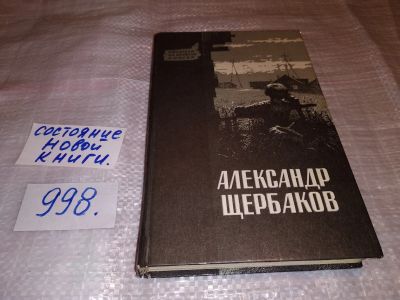 СОСТОЯНИЕ
НОВОЙ
КНИГИ.
998.
АЛЕКСАНДР
ЩЕРБАКОВ